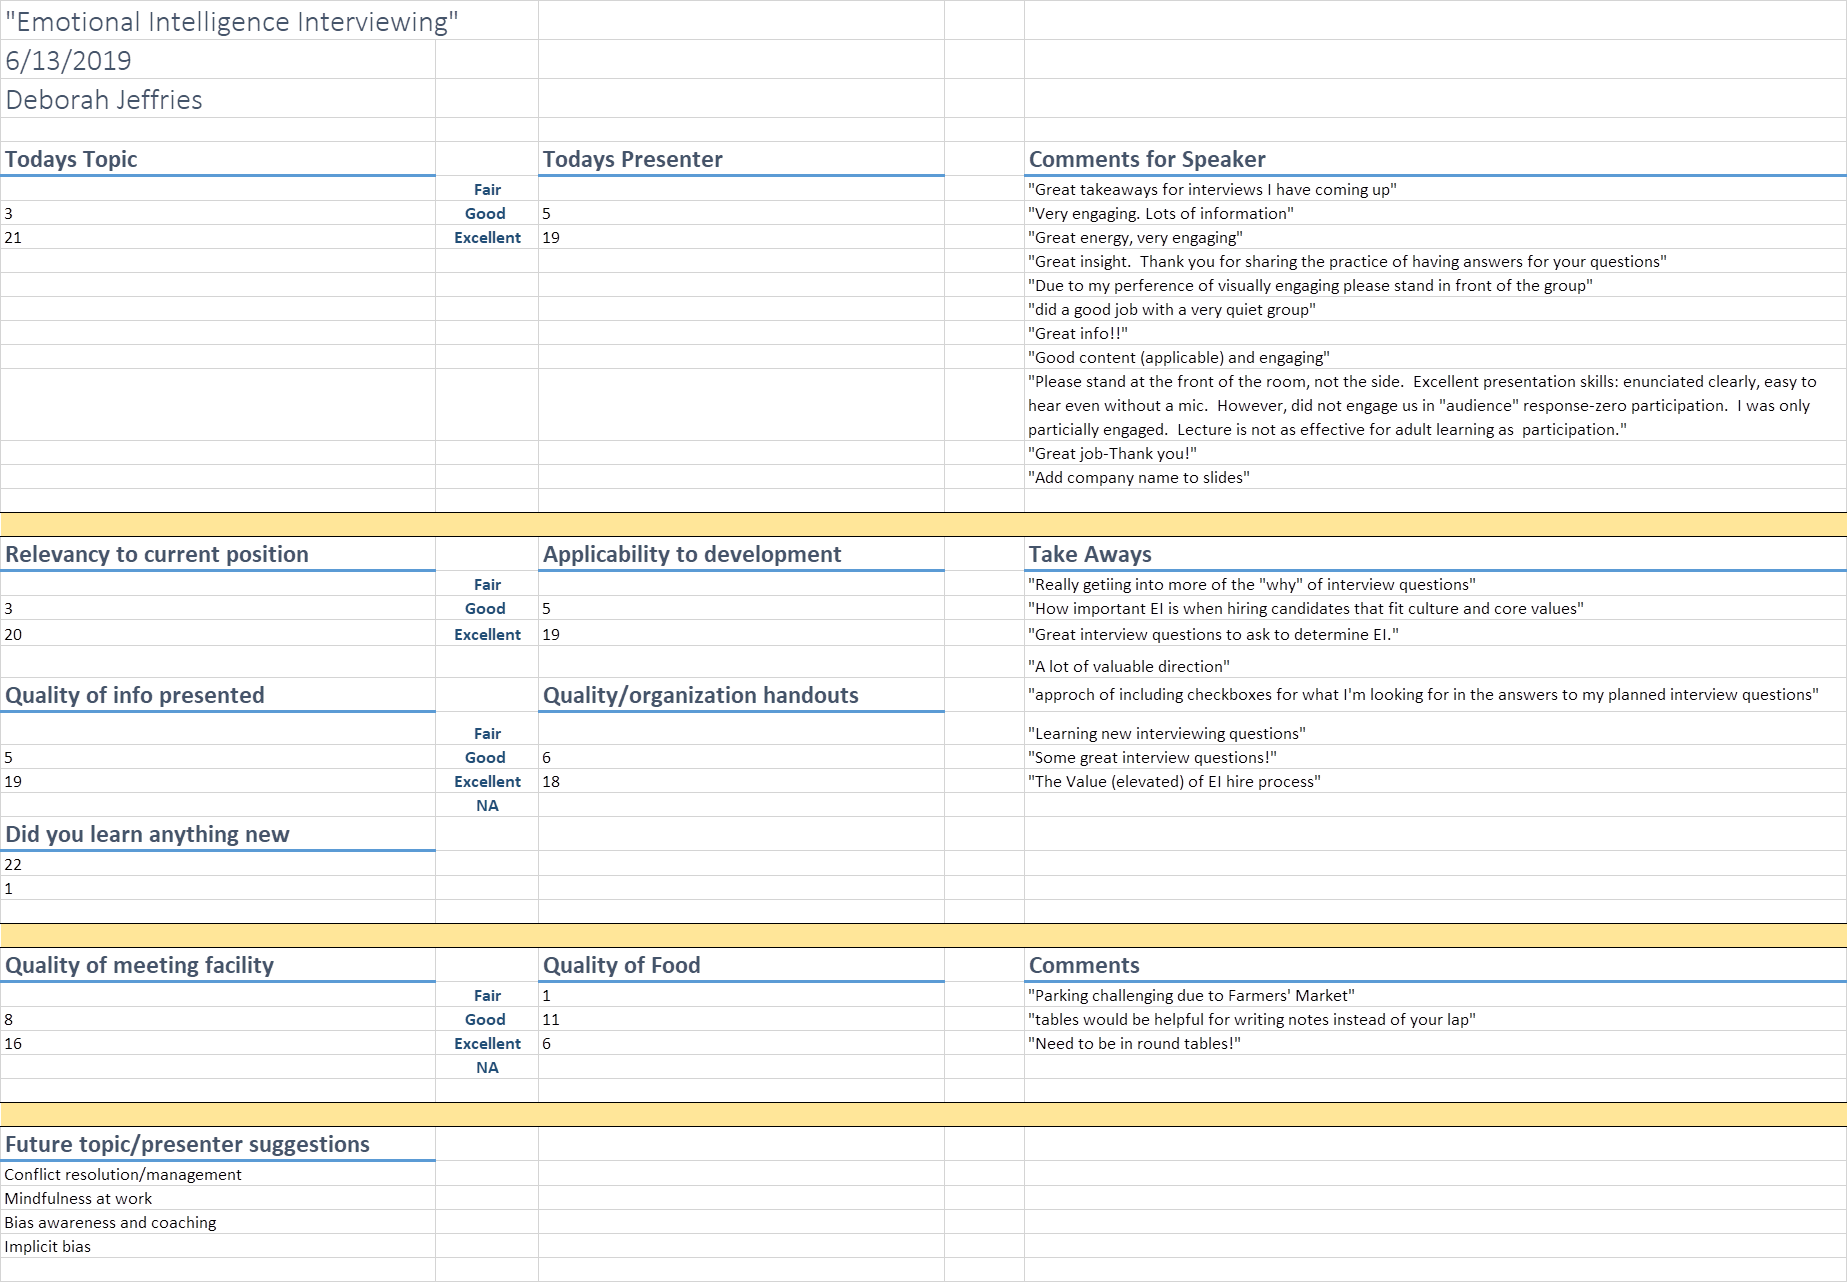 "Emotional Intelligence Interviewing"
6/13/2019
Deborah Jeffries
Todays Topic Todays Presenter Comments for Speaker
Fair "Great takeaways for interviews I have coming up"
3 Good 5 "Very engaging. Lots of information"
21 Excellent 19 "Great energy, very engaging"
"Great insight.  Thank you for sharing the practice of having answers for your questions"
"Due to my perference of visually engaging please stand in front of the group"
"did a good job with a very quiet group"
"Great info!!"
"Good content (applicable) and engaging"
"Please stand at the front of the room, not the side.  Excellent presentation skills: enunciated clearly, easy to
hear even without a mic.  However, did not engage us in "audience" response-zero participation.  I was only
particially engaged.  Lecture is not as effective for adult learning as  participation."
"Great job-Thank you!"
"Add company name to slides"
Relevancy to current position Applicability to development Take Aways
Fair "Really getiing into more of the "why" of interview questions"
3 Good 5 "How important EI is when hiring candidates that fit culture and core values"
20 Excellent 19 "Great interview questions to ask to determine EI."
"A lot of valuable direction"
Quality of info presented Quality/organization handouts "approch of including checkboxes for what I'm looking for in the answers to my planned interview questions"
Fair "Learning new interviewing questions"
5 Good 6 "Some great interview questions!"
19 Excellent 18 "The Value (elevated) of EI hire process"
NA
Did you learn anything new
22
1
Quality of meeting facility Quality of Food Comments
Fair 1 "Parking challenging due to Farmers' Market"
8 Good 11 "tables would be helpful for writing notes instead of your lap"
16 Excellent 6 "Need to be in round tables!"
NA
Future topic/presenter suggestions
Conflict resolution/management
Mindfulness at work
Bias awareness and coaching
Implicit bias